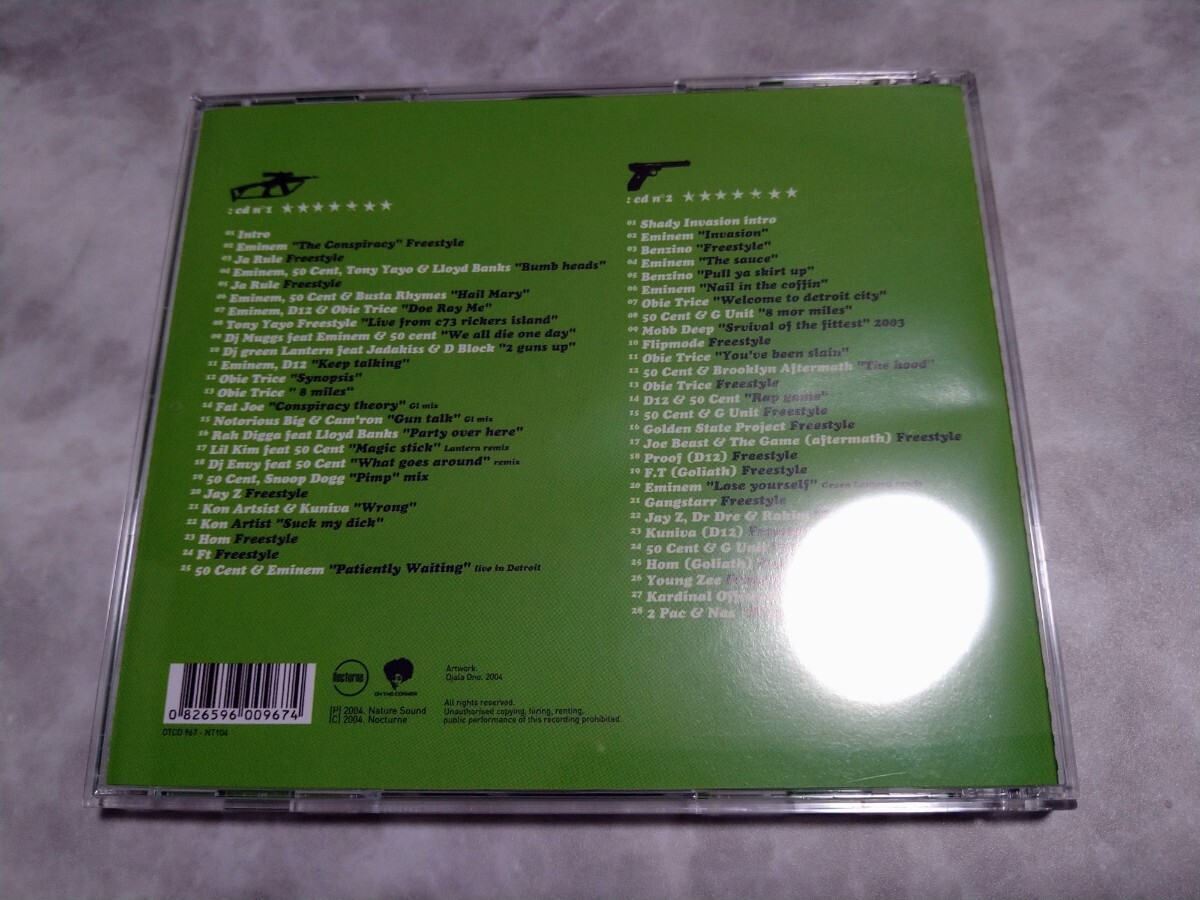 : cd n°1
01 Intro
02 Eminem "The Conspiracy" Freestyle
03 Ja Rule Freestyle
04 Eminem, 50 Cent, Tony Yayo & Lloyd Banks "Bumb heads"
05 Ja Rule Freestyle
06 Eminem, 50 Cent & Busta Rhymes "Hail Mary"
07 Eminem, D12 & Obie Trice "Doe Ray Me"
08 Tony Yayo Freestyle "Live from c73 rickers island"
09 Dj Muggs feat Eminem & 50 cent "We all die one day"
10 Dj green Lantern feat Jadakiss & D Block "2 guns up"
11 Eminem, D12 "Keep talking"
12 Obie Trice "Synopsis"
13 Obie Trice " 8 miles"
14 Fat Joe "Conspiracy theory" GI mix
15 Notorious Big & Cam'ron "Gun talk" GI mix
16 Rah Digga feat Lloyd Banks "Party over here"
17 Lil Kim feat 50 Cent "Magic stick" Lantern remix
18 Dj Envy feat 50 Cent "What goes around" remix
19 50 Cent, Snoop Dogg "Pimp" mix
20 Jay Z Freestyle
21 Kon Artsist & Kuniva "Wrong"
22 Kon Artist "Suck my dick"
23 Hom Freestyle
24 Ft Freestyle
25 50 Cent & Eminem "Patiently Waiting" live in Detroit
: cd n°2
01 Shady Invasion intro
02 Eminem "Invasion"
03 Benzino "Freestyle"
04 Eminem "The sauce"
05 Benzino "Pull ya skirt up"
06 Eminem "Nail in the coffin"
07 Obie Trice "Welcome to detroit city"
08 50 Cent & G Unit "8 mor miles"
09 Mobb Deep "Srvival of the fittest" 2003
10 Flipmode Freestyle
11 Obie Trice "You've been slain"
12 50 Cent & Brooklyn Aftermath "The hood"
13 Obie Trice Freestyle
14 D12 & 50 Cent "Rap game"
15 50 Cent & G Unit Freestyle
16 Golden State Project Freestyle
17 Joe Beast & The Game (aftermath) Freestyle
18 Proof (D12) Freestyle
19 F.T (Goliath) Freestyle
20 Eminem "Lose yourself"
21 Gangstarr Freestyle
22 Jay Z, Dr Dre & Rakim
23 Kuniva (D12)
24 50 Cent & G Unit
25 Hom (Goliath)
26 Young Zee
27 Kardinal
28 2 Pac & Nas
0 826596 009674
OTCD 967 - NT104
nocturne
ON THE CORNER
(P) 2004. Nature Sound
(C) 2004. Nocturne
Artwork.
Djala Ono. 2004
All rights reserved.
Unauthorised copying, hiring, renting,
public performance of this recording prohibited.